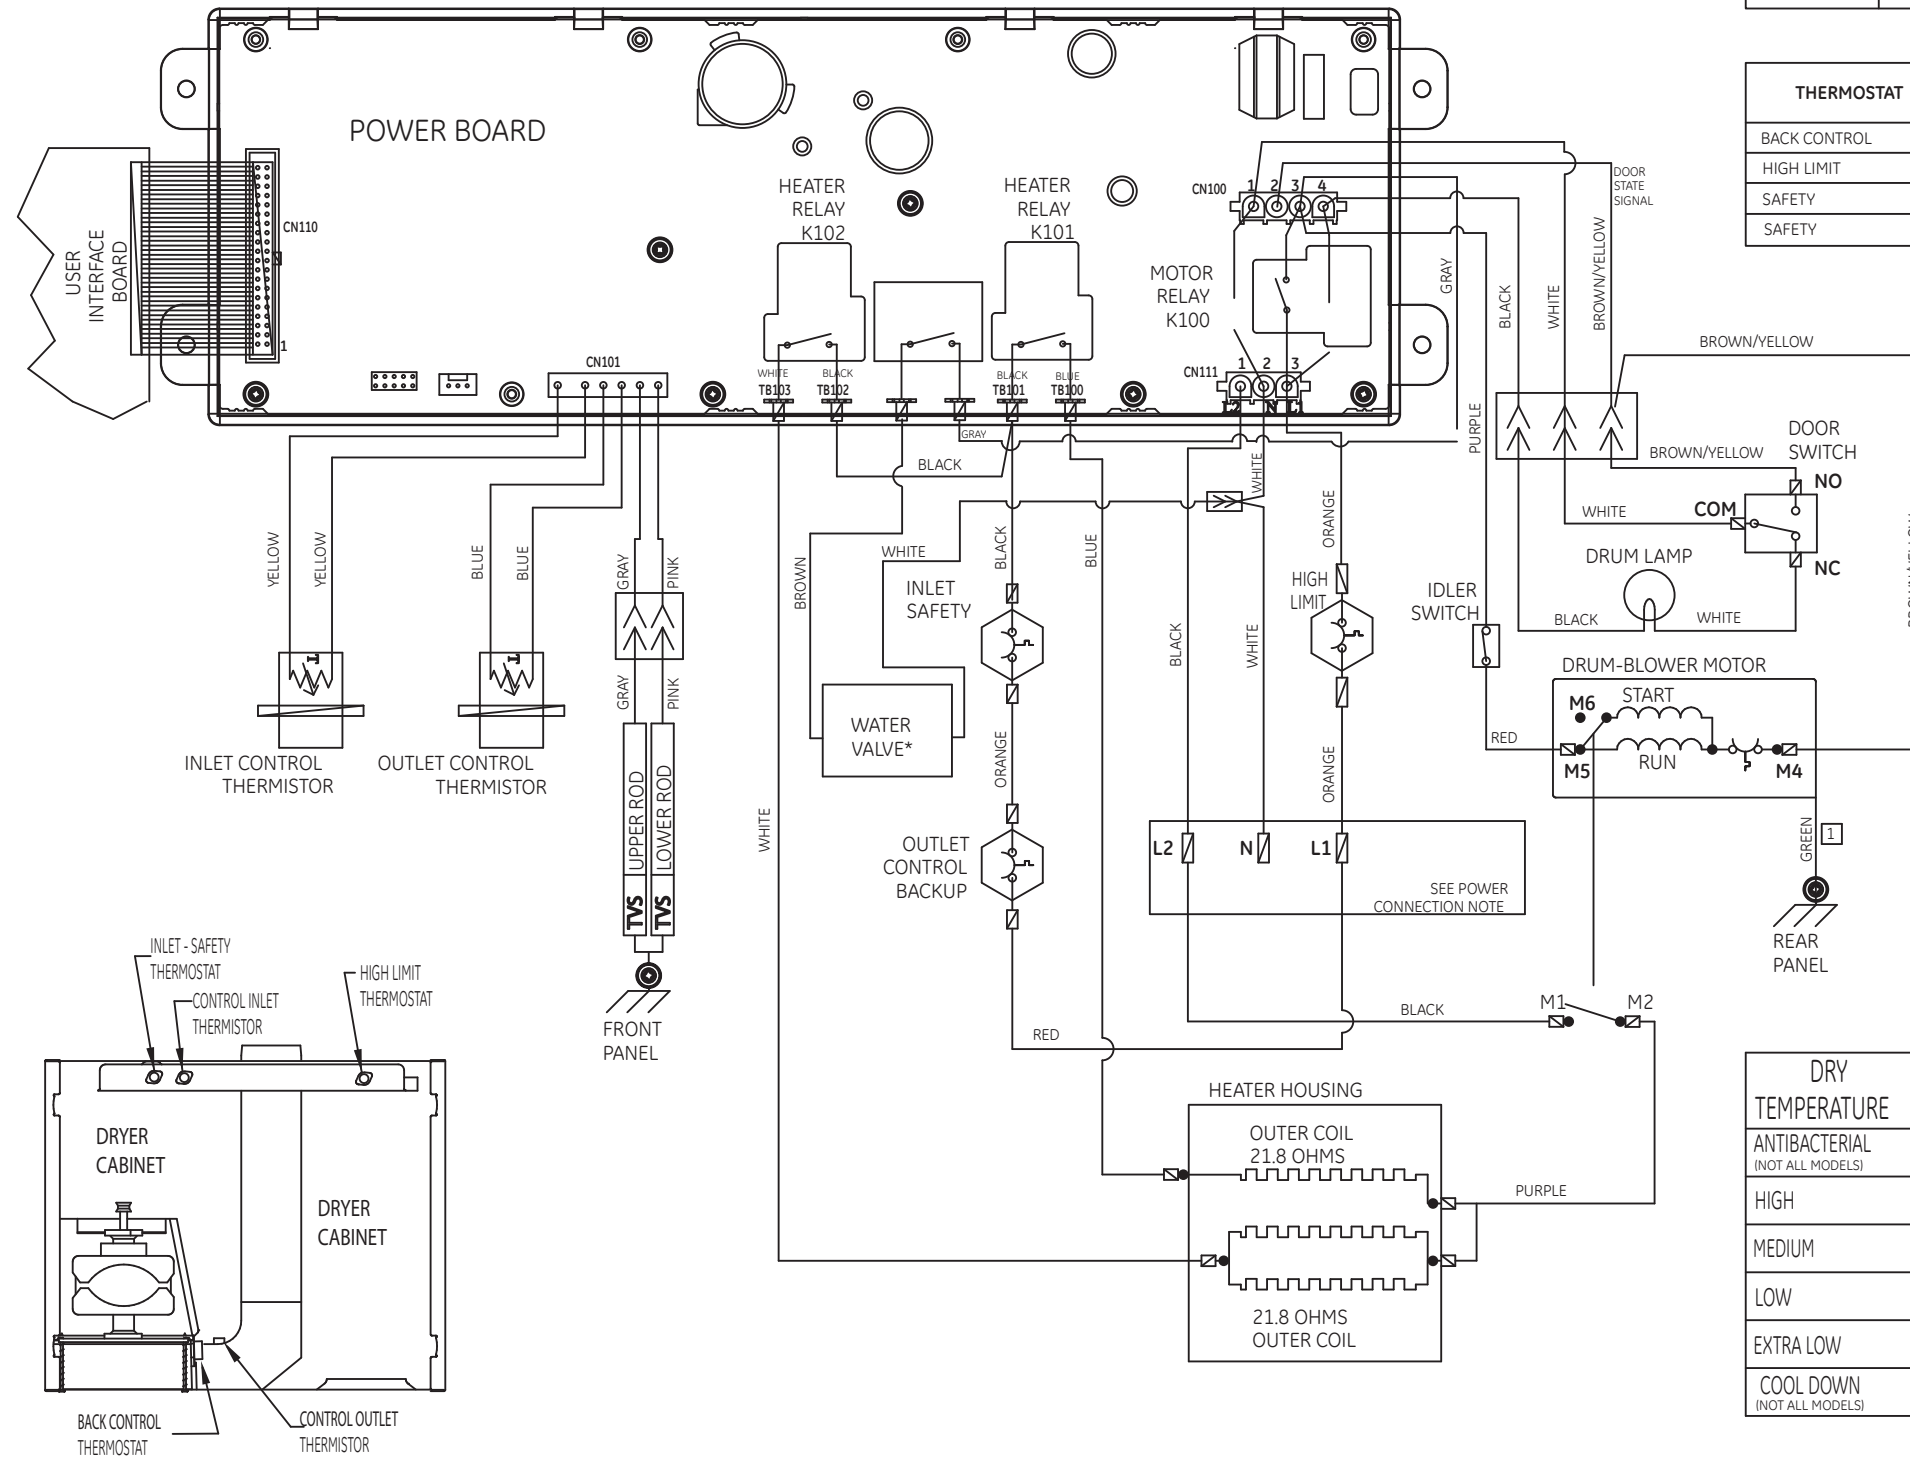 POWER BOARD
USER
INTERFACE
BOARD
CN110
1
HEATER
RELAY
K102
HEATER
RELAY
K101
CN100
1 2 3 4
MOTOR
RELAY
K100
CN111
1 2 3
L2 N L1
CN101
WHITE
TB103
BLACK
TB102
BLACK
TB101
BLUE
TB100
GRAY
BLACK
DOOR
STATE
SIGNAL
GRAY
BLACK
WHITE
BROWN/YELLOW
BROWN/YELLOW
PURPLE
BROWN/YELLOW
DOOR
SWITCH
NO
COM
NC
WHITE
DRUM LAMP
BLACK
WHITE
THERMOSTAT
BACK CONTROL
HIGH LIMIT
SAFETY
SAFETY
YELLOW
YELLOW
BLUE
BLUE
GRAY
PINK
GRAY
PINK
INLET CONTROL
THERMISTOR
OUTLET CONTROL
THERMISTOR
UPPER ROD
LOWER ROD
TVS
TVS
FRONT
PANEL
BROWN
WHITE
WATER
VALVE*
WHITE
BLACK
INLET
SAFETY
ORANGE
OUTLET
CONTROL
BACKUP
BLUE
WHITE
BLACK
WHITE
ORANGE
HIGH
LIMIT
ORANGE
IDLER
SWITCH
RED
DRUM-BLOWER MOTOR
M6
START
RUN
M5
M4
GREEN
1
REAR
PANEL
L2
N
L1
SEE POWER
CONNECTION NOTE
RED
BLACK
M1
M2
HEATER HOUSING
OUTER COIL
21.8 OHMS
PURPLE
21.8 OHMS
OUTER COIL
INLET - SAFETY
THERMOSTAT
CONTROL INLET
THERMISTOR
HIGH LIMIT
THERMOSTAT
DRYER
CABINET
DRYER
CABINET
BACK CONTROL
THERMOSTAT
CONTROL OUTLET
THERMISTOR
DRY
TEMPERATURE
ANTIBACTERIAL
(NOT ALL MODELS)
HIGH
MEDIUM
LOW
EXTRA LOW
COOL DOWN
(NOT ALL MODELS)